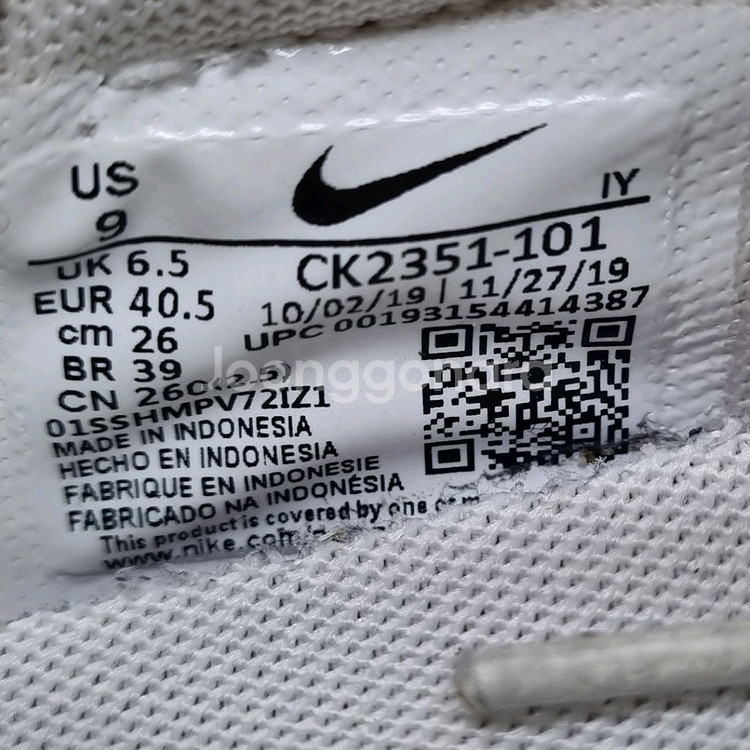 US
9
IY
UK 6.5
CK2351-101
EUR 40.5
10/02/19 | 11/27/19
cm 26
UPC 00193154414387
BR 39
CN 260(2.5)
01SSHMPV72IZ1
MADE IN INDONESIA
HECHO EN INDONESIA
FABRIQUE EN INDONESIE
FABRICADO NA INDONÉSIA
This product is covered by one
www.nike.com
Joonggonara